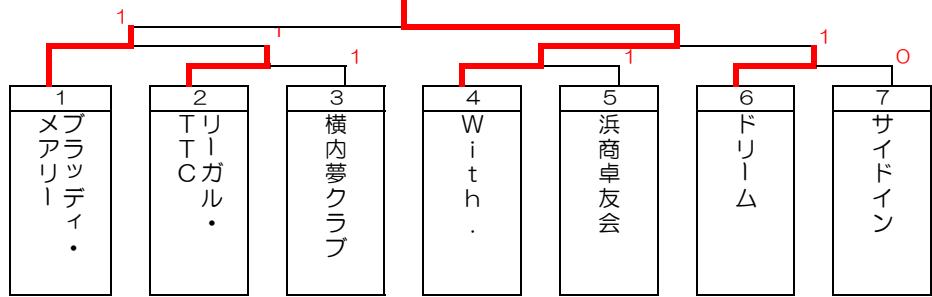 1
1
1
1
1
0
1
ブラッディ・
メアリー
2
リーガル・
TTC
3
横内夢クラブ
4
With.
5
浜商卓友会
6
ドリーム
7
サイドイン